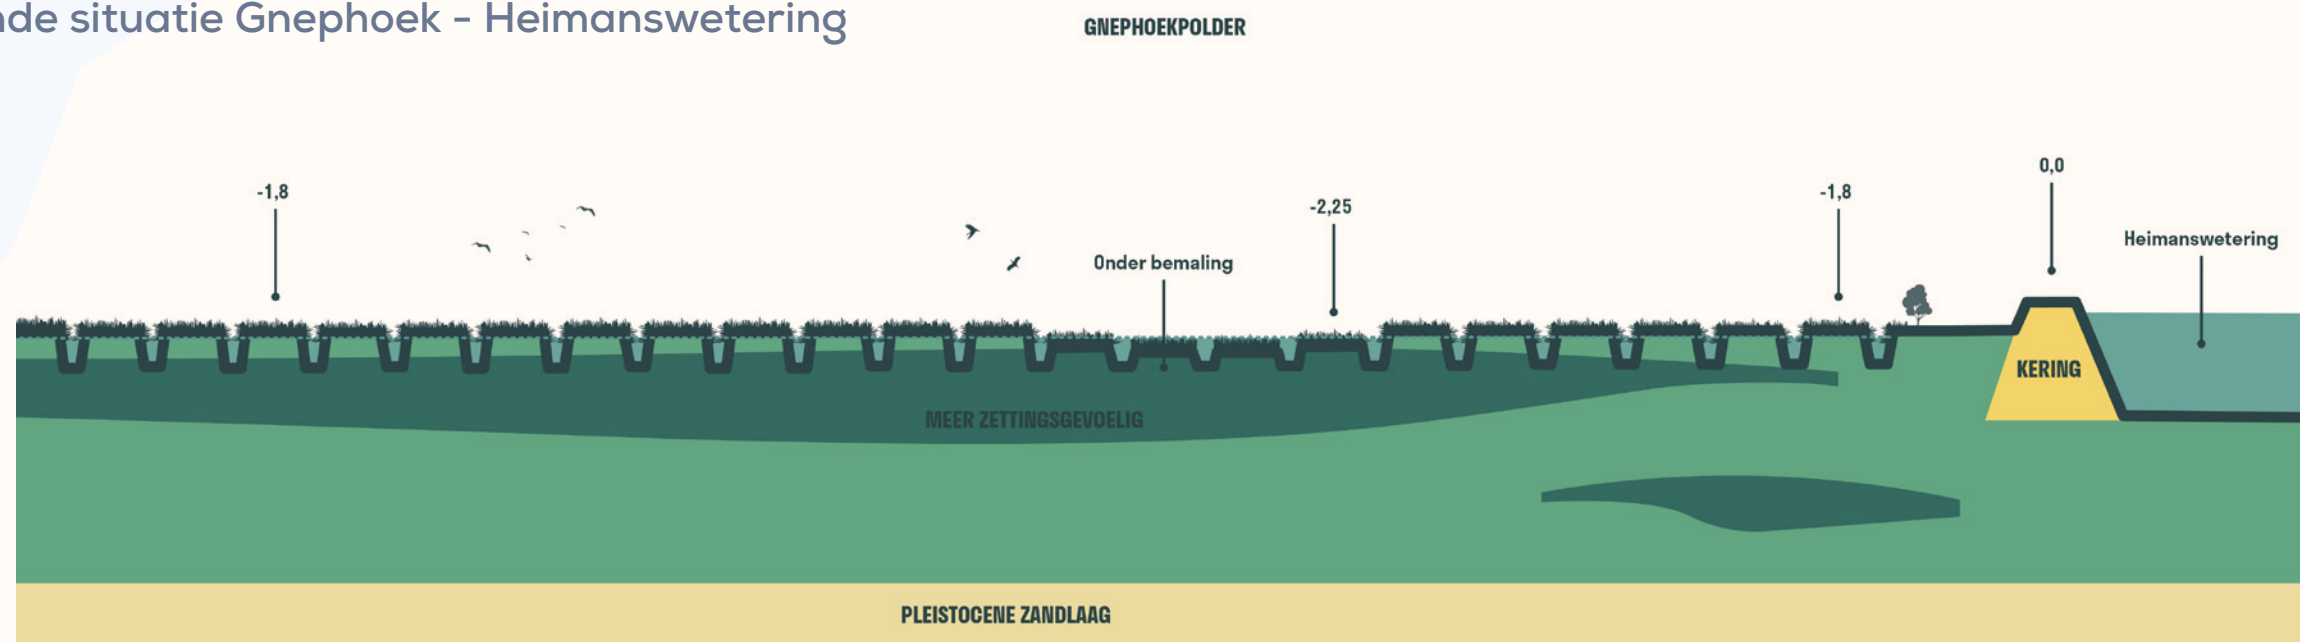 nde situatie Gnephoek - Heimanswetering
GNEPHOEKPOLDER
0,0
-1,8
-1,8
-2,25
Heimanswetering
Onder bemaling
KERING
MEER ZETTINGSGEVOELIG
PLEISTOCENE ZANDLAAG